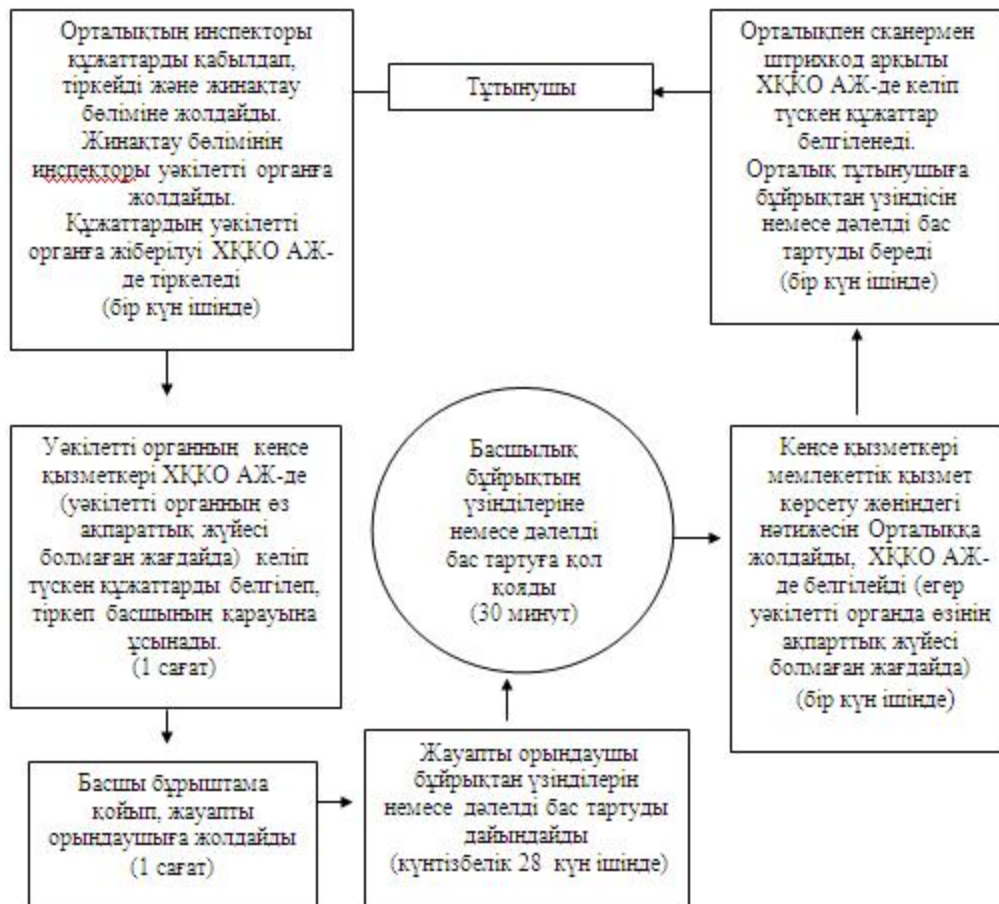 Орталықтың инспекторы
құжаттарды қабылдап,
тіркейді және жинақтау
бөліміне жолдайды.
Жинақтау бөлімінің
инспекторы уәкілетті органға
жолдайды.
Құжаттардың уәкілетті
органға жіберілуі ХҚКО АЖ-
де тіркеледі
(бір күн ішінде)
Тұтынушы
Орталықпен сканермен
штрихкод арқылы
ХҚКО АЖ-де келіп
түскен құжаттар
белгіленеді.
Орталық тұтынушыға
бұйрықтан үзіндісін
немесе дәлелді бас
тартуды береді
(бір күн ішінде)
Уәкілетті органның кеңсе
қызметкері ХҚКО АЖ-де
(уәкілетті органның өз
ақпараттық жүйесі
болмаған жағдайда) келіп
түскен құжаттарды белгілеп,
тіркеп басшының қарауына
ұсынады.
(1 сағат)
Басшылық
бұйрықтың
үзінділеріне
немесе дәлелді
бас тартуға қол
қояды
(30 минут)
Кеңсе қызметкері
мемлекеттік қызмет
көрсету жөніндегі
нәтижесін Орталыққа
жолдайды, ХҚКО АЖ-
де белгілейді (егер
уәкілетті органда өзінің
ақпарттық жүйесі
болмаған жағдайда)
(бір күн ішінде)
Басшы бұрыштама
қойып, жауапты
орындаушыға жолдайды
(1 сағат)
Жауапты орындаушы
бұйрықтан үзінділерін
немесе дәлелді бас тартуды
дайындайды
(күнтізбелік 28 күн ішінде)